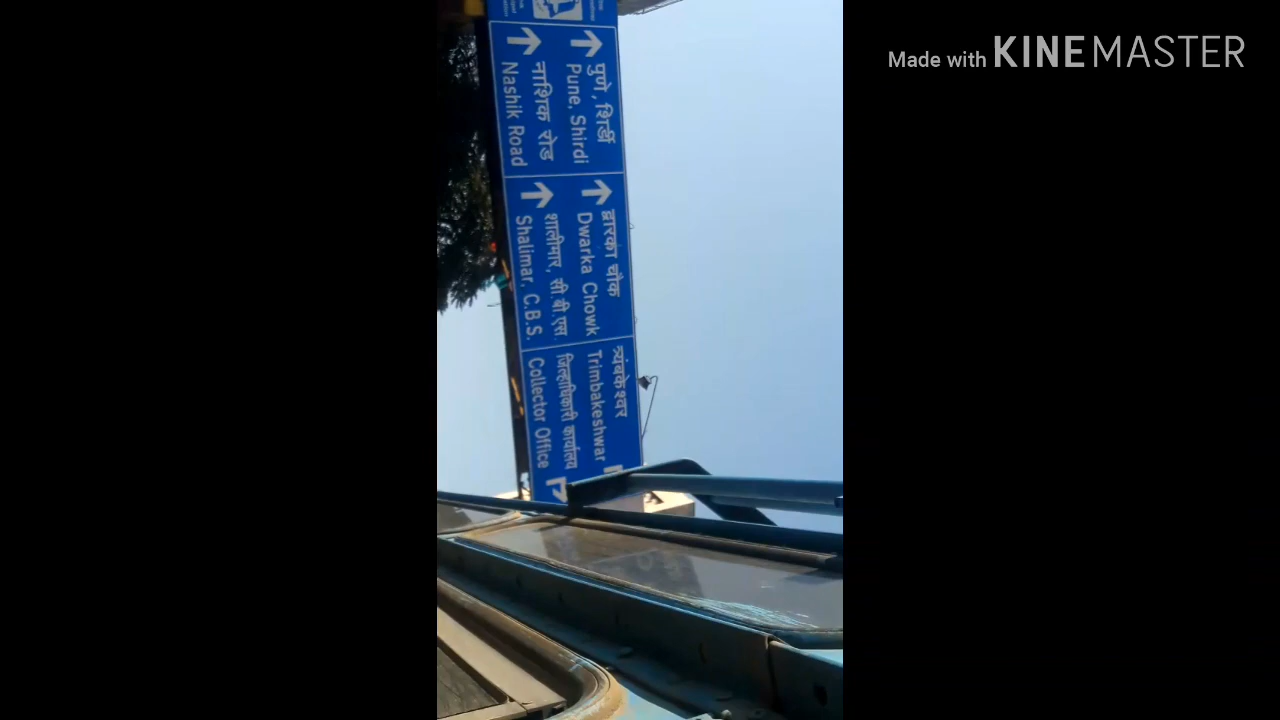 पुणे, शिर्डी
Pune, Shirdi
नाशिक रोड
Nashik Road
द्वारका चौक
Dwarka Chowk
शालीमार, सी.बी.एस.
Shalimar, C.B.S.
त्र्यंबकेश्वर
Trimbakeshwar
जिल्हाधिकारी कार्यालय
Collector Office
Made with KINEMASTER